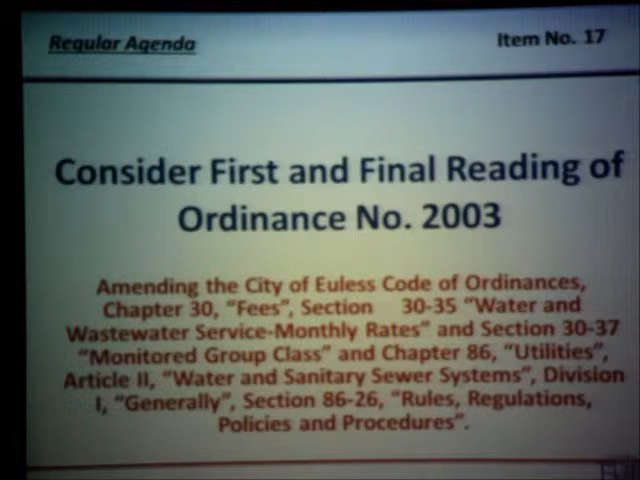 Regular Agenda
Item No. 17
Consider First and Final Reading of
Ordinance No. 2003
Amending the City of Euless Code of Ordinances,
Chapter 30, "Fees", Section 30-35 "Water and
Wastewater Service-Monthly Rates" and Section 30-37
"Monitored Group Class" and Chapter 86, "Utilities",
Article II, "Water and Sanitary Sewer Systems", Division
I, "Generally", Section 86-26, "Rules, Regulations,
Policies and Procedures".